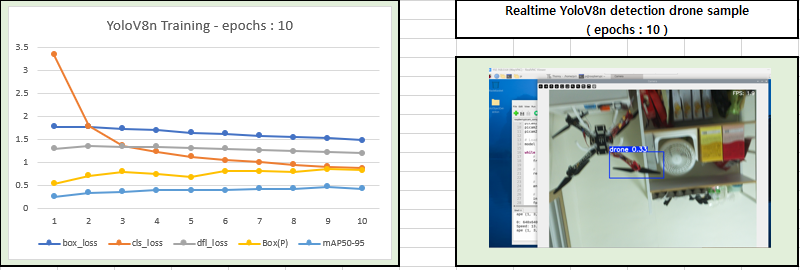 YoloV8n Training - epochs : 10
3.5
3
2.5
2
1.5
1
0.5
0
1 2 3 4 5 6 7 8 9 10
box_loss cls_loss dfl_loss Box(P) mAP50-95
Realtime YoloV8n detection drone sample
( epochs : 10 )
drone 0.33